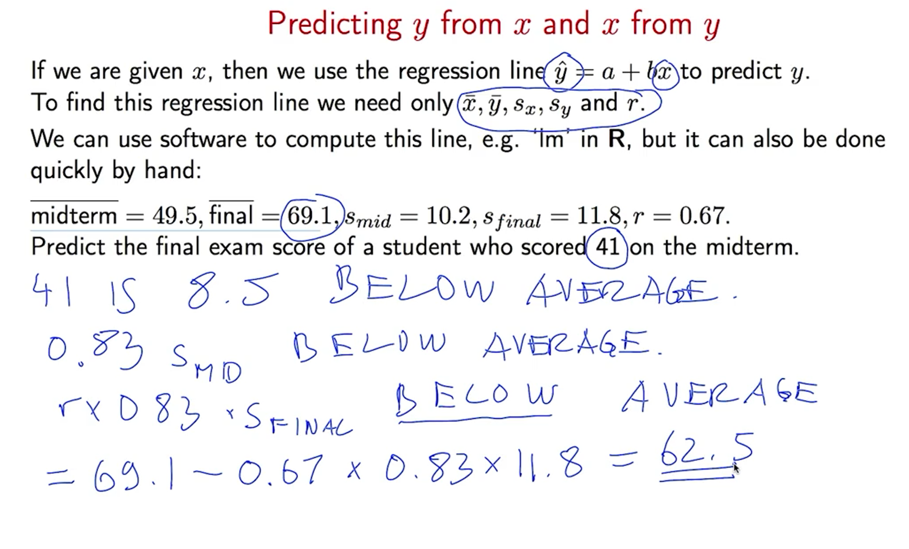 Predicting y from x and x from y
If we are given x, then we use the regression line ŷ = a + bx to predict y.
To find this regression line we need only x̄, ȳ, sₓ, s_y and r.
We can use software to compute this line, e.g. 'lm' in R, but it can also be done
quickly by hand:
m̅i̅d̅t̅e̅r̅m̅ = 49.5, f̅i̅n̅a̅l̅ = 69.1, s_mid = 10.2, s_final = 11.8, r = 0.67.
Predict the final exam score of a student who scored 41 on the midterm.
41 IS 8.5 BELOW AVERAGE.
0.83 S_MD BELOW AVERAGE.
r x 0 83 x S_FINAL BELOW AVERAGE
= 69.1 − 0.67 x 0.83 x 11.8 = 62.5